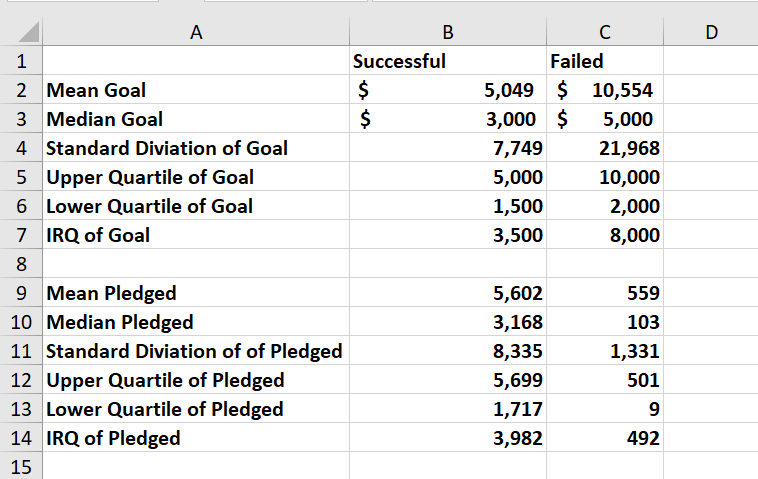 A B C D
1 Successful Failed
2 Mean Goal $ 5,049 $ 10,554
3 Median Goal $ 3,000 $ 5,000
4 Standard Diviation of Goal 7,749 21,968
5 Upper Quartile of Goal 5,000 10,000
6 Lower Quartile of Goal 1,500 2,000
7 IRQ of Goal 3,500 8,000
8
9 Mean Pledged 5,602 559
10 Median Pledged 3,168 103
11 Standard Diviation of of Pledged 8,335 1,331
12 Upper Quartile of Pledged 5,699 501
13 Lower Quartile of Pledged 1,717 9
14 IRQ of Pledged 3,982 492
15